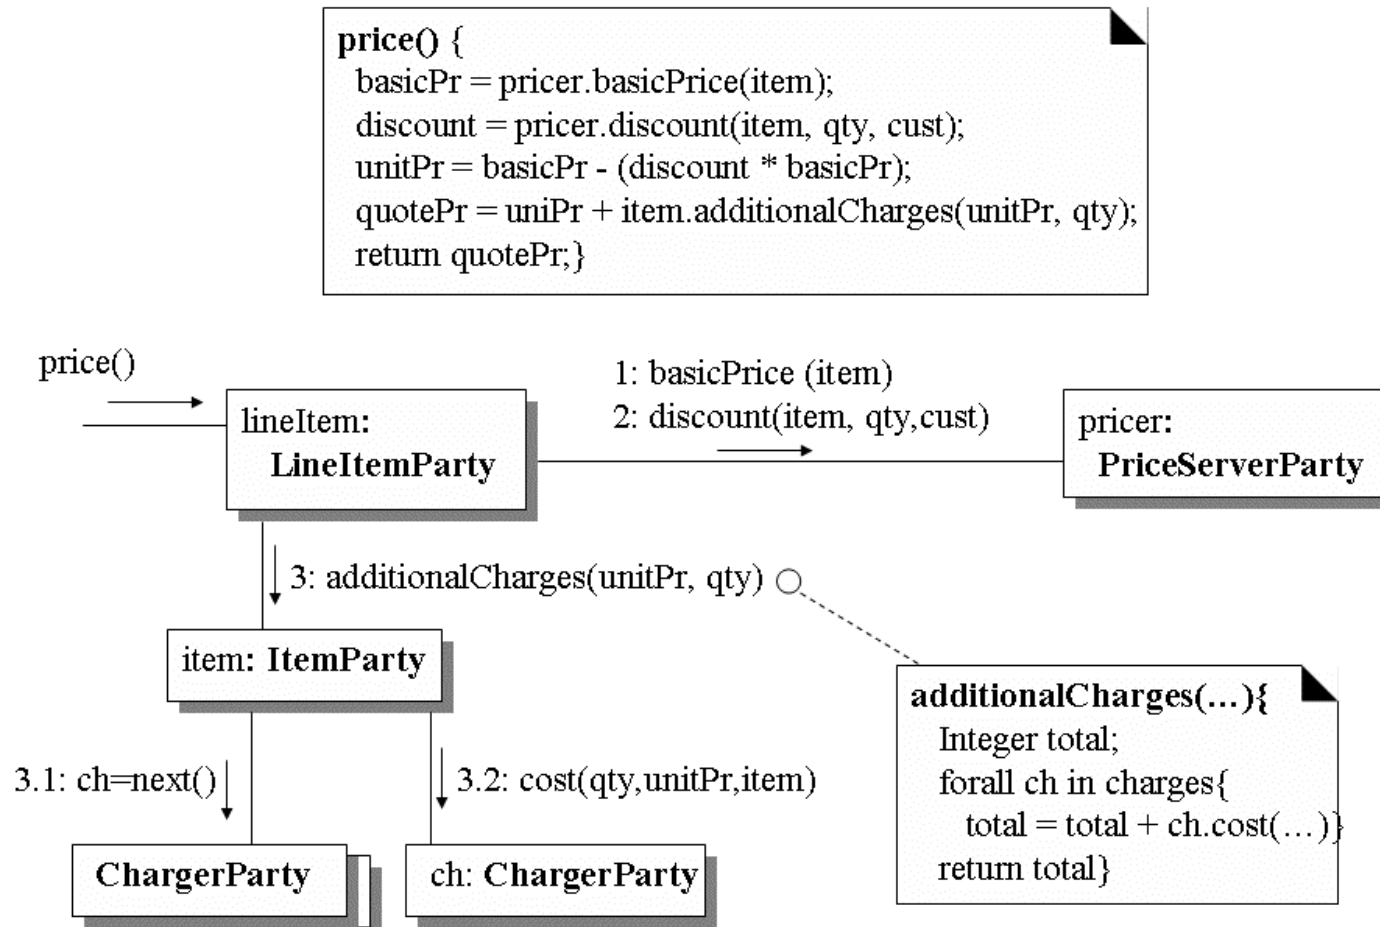 price() {
basicPr = pricer.basicPrice(item);
discount = pricer.discount(item, qty, cust);
unitPr = basicPr - (discount * basicPr);
quotePr = uniPr + item.additionalCharges(unitPr, qty);
return quotePr;}
price()
1: basicPrice (item)
2: discount(item, qty,cust)
lineItem:
LineItemParty
pricer:
PriceServerParty
3: additionalCharges(unitPr, qty)
item: ItemParty
additionalCharges(...){
Integer total;
forall ch in charges{
total = total + ch.cost(...)}
return total}
3.1: ch=next()
3.2: cost(qty,unitPr,item)
ChargerParty
ch: ChargerParty